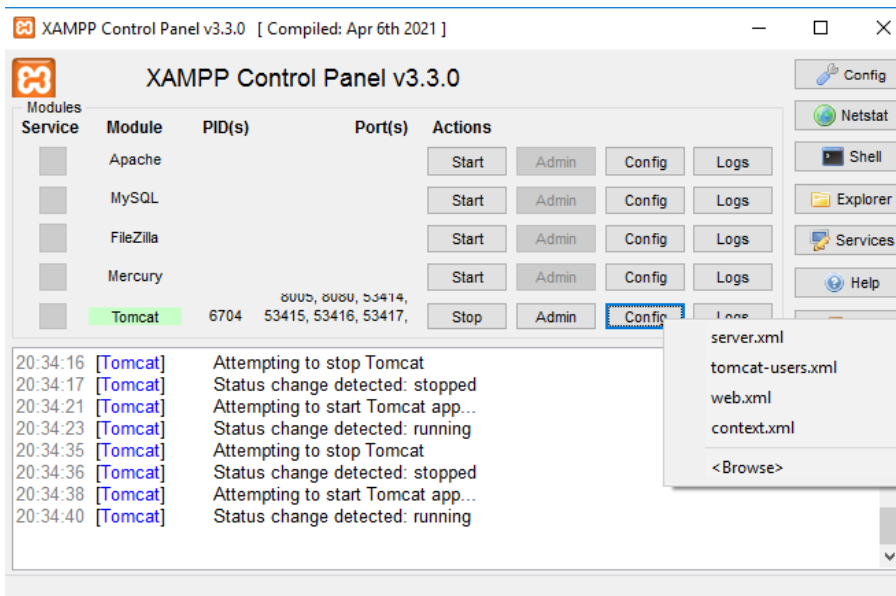 XAMPP Control Panel v3.3.0 [ Compiled: Apr 6th 2021 ]
XAMPP Control Panel v3.3.0
Config
Modules
Service Module PID(s) Port(s) Actions
Netstat
Apache Start Admin Config Logs
Shell
MySQL Start Admin Config Logs
Explorer
FileZilla Start Admin Config Logs
Services
Mercury Start Admin Config Logs
Help
8005, 8080, 53414,
Tomcat 6704 53415, 53416, 53417, Stop Admin Config Logs
server.xml
tomcat-users.xml
web.xml
context.xml
<Browse>
20:34:16 [Tomcat] Attempting to stop Tomcat
20:34:17 [Tomcat] Status change detected: stopped
20:34:21 [Tomcat] Attempting to start Tomcat app...
20:34:23 [Tomcat] Status change detected: running
20:34:35 [Tomcat] Attempting to stop Tomcat
20:34:36 [Tomcat] Status change detected: stopped
20:34:38 [Tomcat] Attempting to start Tomcat app...
20:34:40 [Tomcat] Status change detected: running